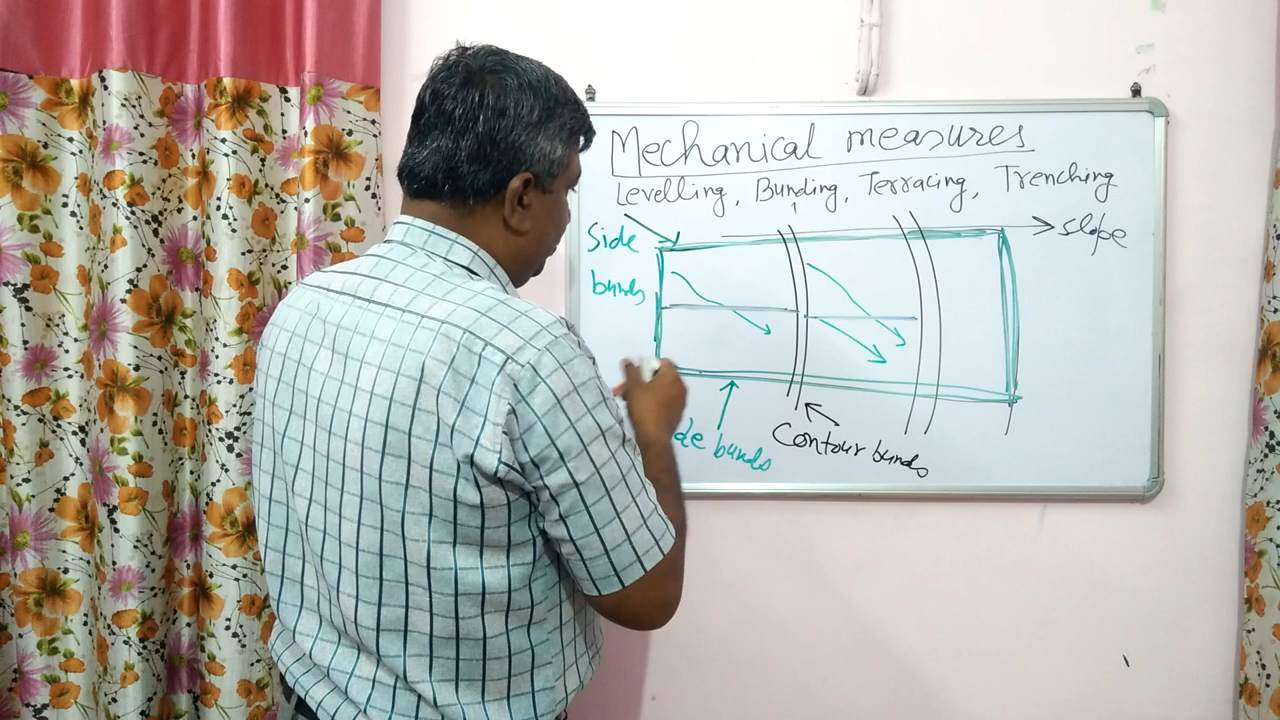 Mechanical measures
Levelling, Bunding, Terracing, Trenching
slope
Side
bunds
de bunds
Contour bunds